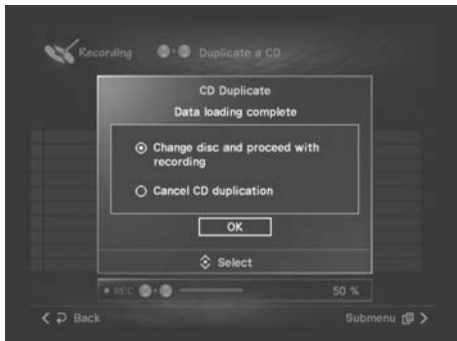 Recording Duplicate a CD
CD Duplicate
Data loading complete
Change disc and proceed with
recording
Cancel CD duplication
OK
Select
REC 50 %
Back Submenu